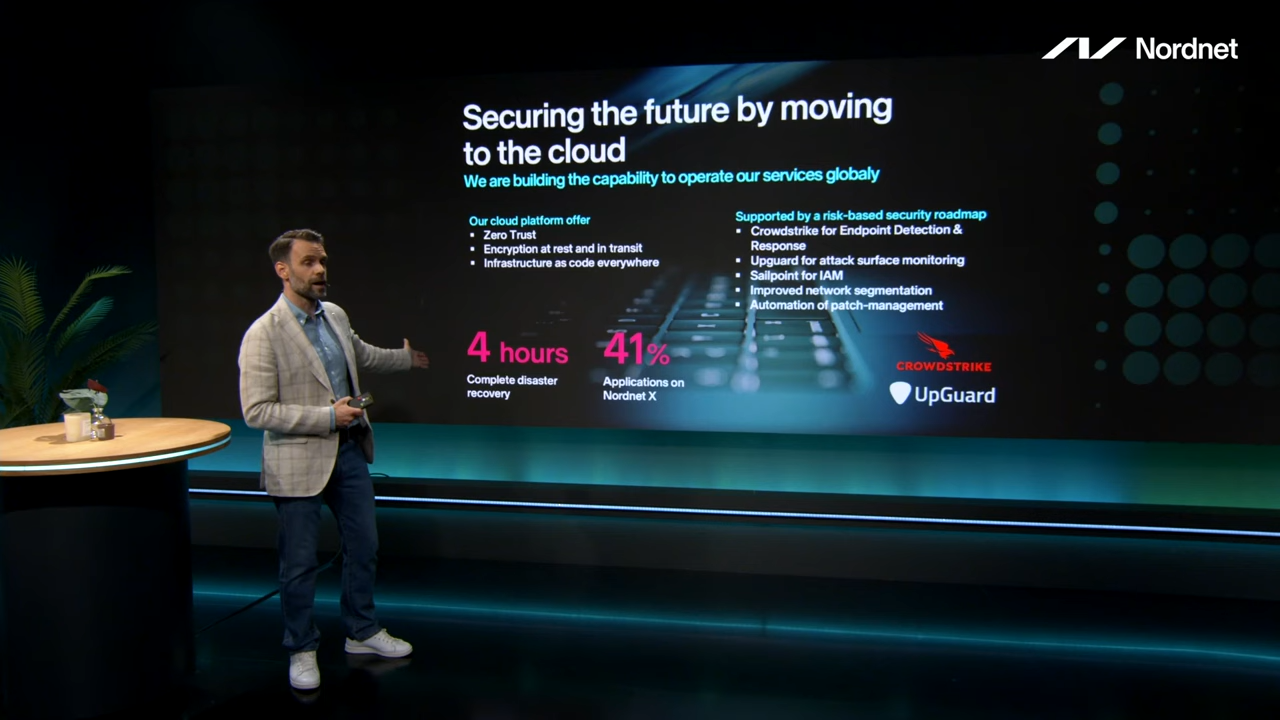 Nordnet
Securing the future by moving
to the cloud
We are building the capability to operate our services globaly
Our cloud platform offer
▪ Zero Trust
▪ Encryption at rest and in transit
▪ Infrastructure as code everywhere
Supported by a risk-based security roadmap
▪ Crowdstrike for Endpoint Detection &
Response
▪ Upguard for attack surface monitoring
▪ Sailpoint for IAM
▪ Improved network segmentation
▪ Automation of patch-management
4 hours
Complete disaster
recovery
41%
Applications on
Nordnet X
CROWDSTRIKE
UpGuard